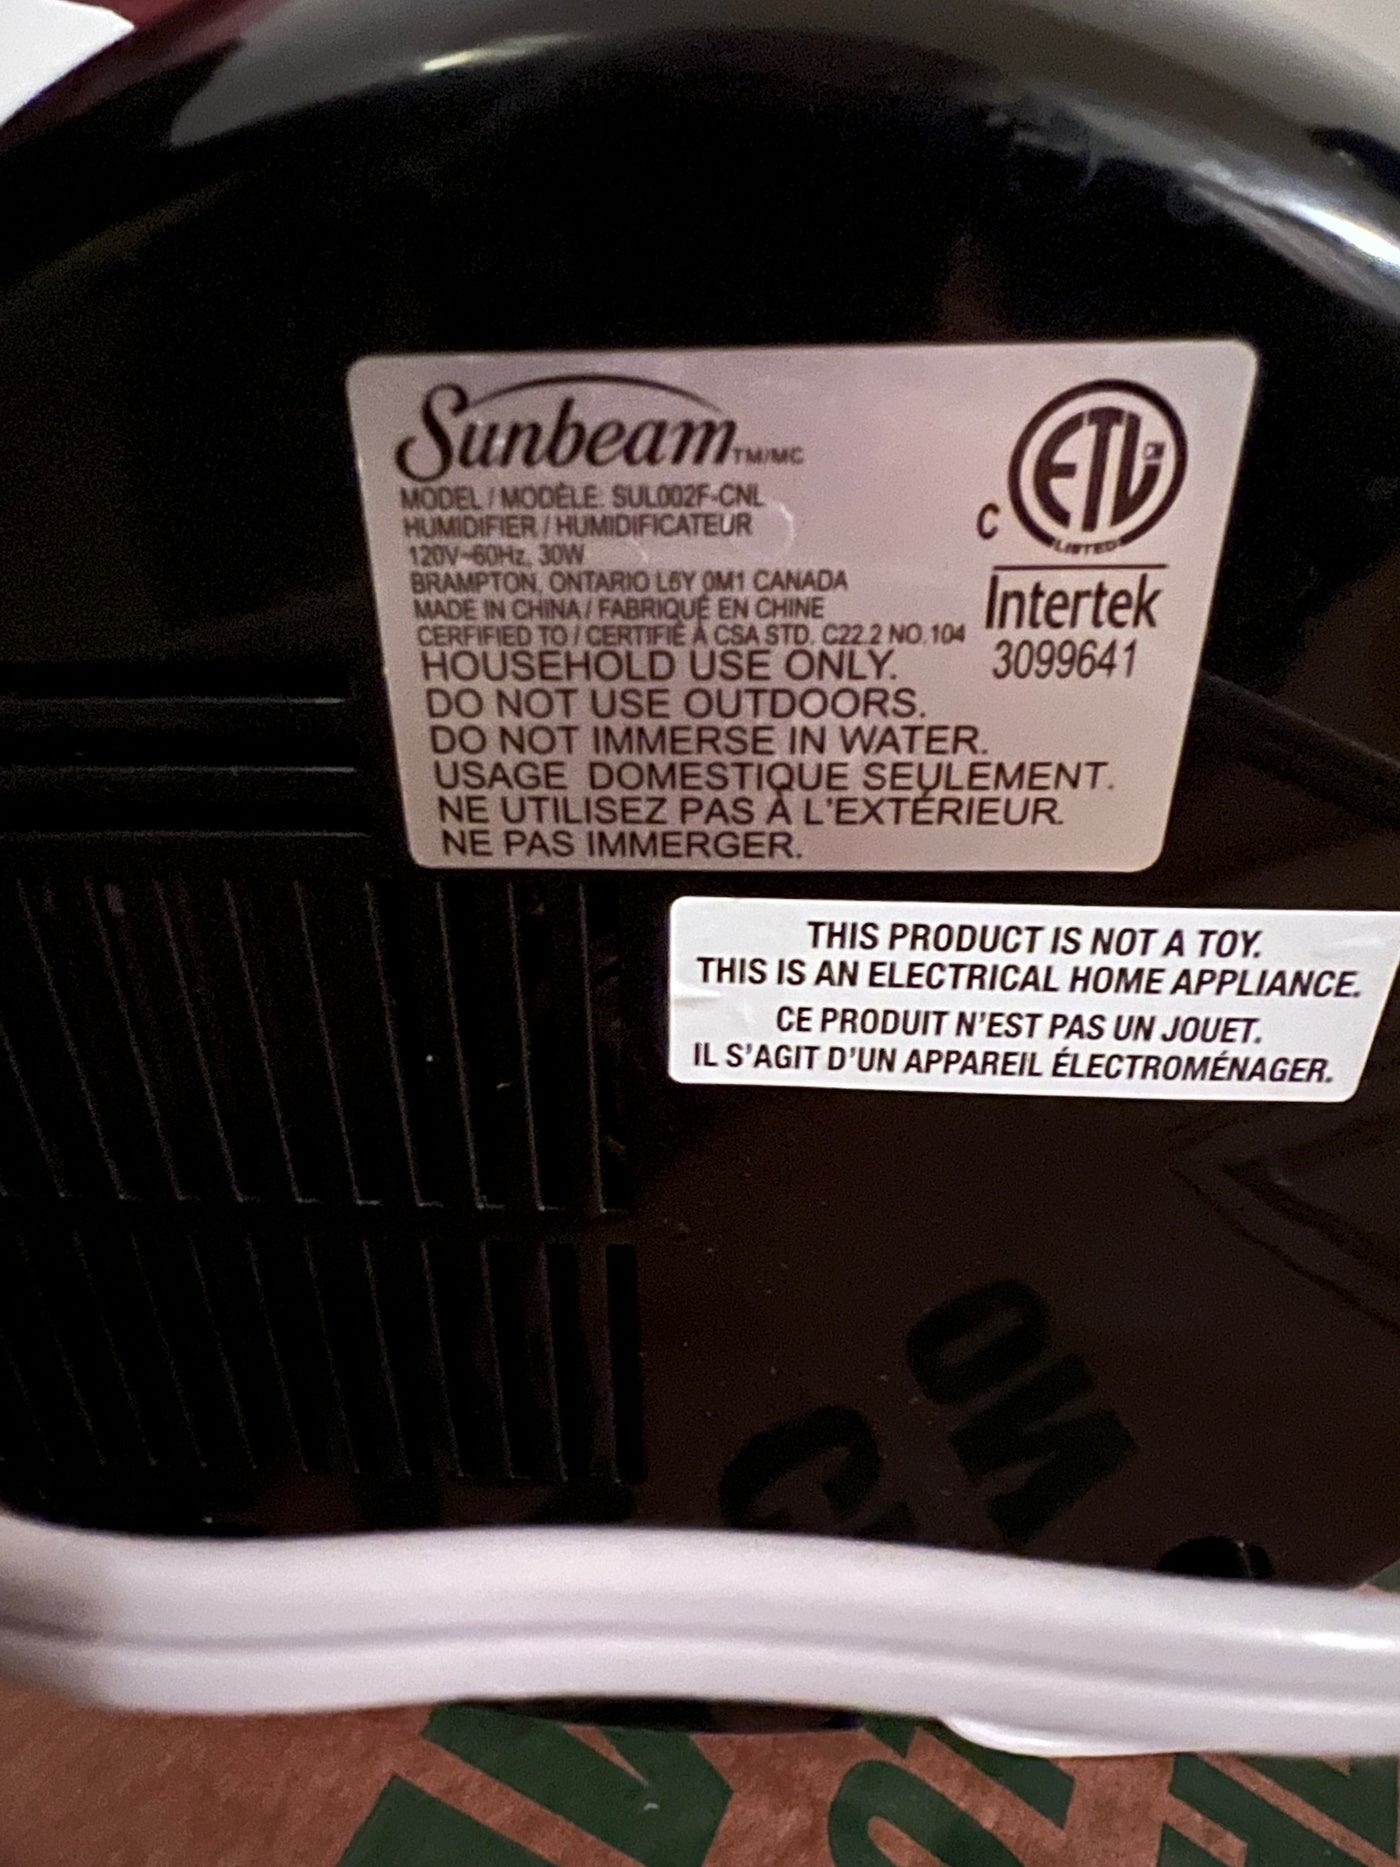 Sunbeam TM/MC
MODEL / MODÈLE: SUL002F-CNL
HUMIDIFIER / HUMIDIFICATEUR
120V~60Hz, 30W
BRAMPTON, ONTARIO L6Y 0M1 CANADA
MADE IN CHINA / FABRIQUÉ EN CHINE
CERFIFIED TO / CERTIFIÉ À CSA STD. C22.2 NO.104
HOUSEHOLD USE ONLY.
DO NOT USE OUTDOORS.
DO NOT IMMERSE IN WATER.
USAGE DOMESTIQUE SEULEMENT.
NE UTILISEZ PAS À L'EXTÉRIEUR.
NE PAS IMMERGER.
ETL CM
C
LISTED
Intertek
3099641
THIS PRODUCT IS NOT A TOY.
THIS IS AN ELECTRICAL HOME APPLIANCE.
CE PRODUIT N'EST PAS UN JOUET.
IL S'AGIT D'UN APPAREIL ÉLECTROMÉNAGER.